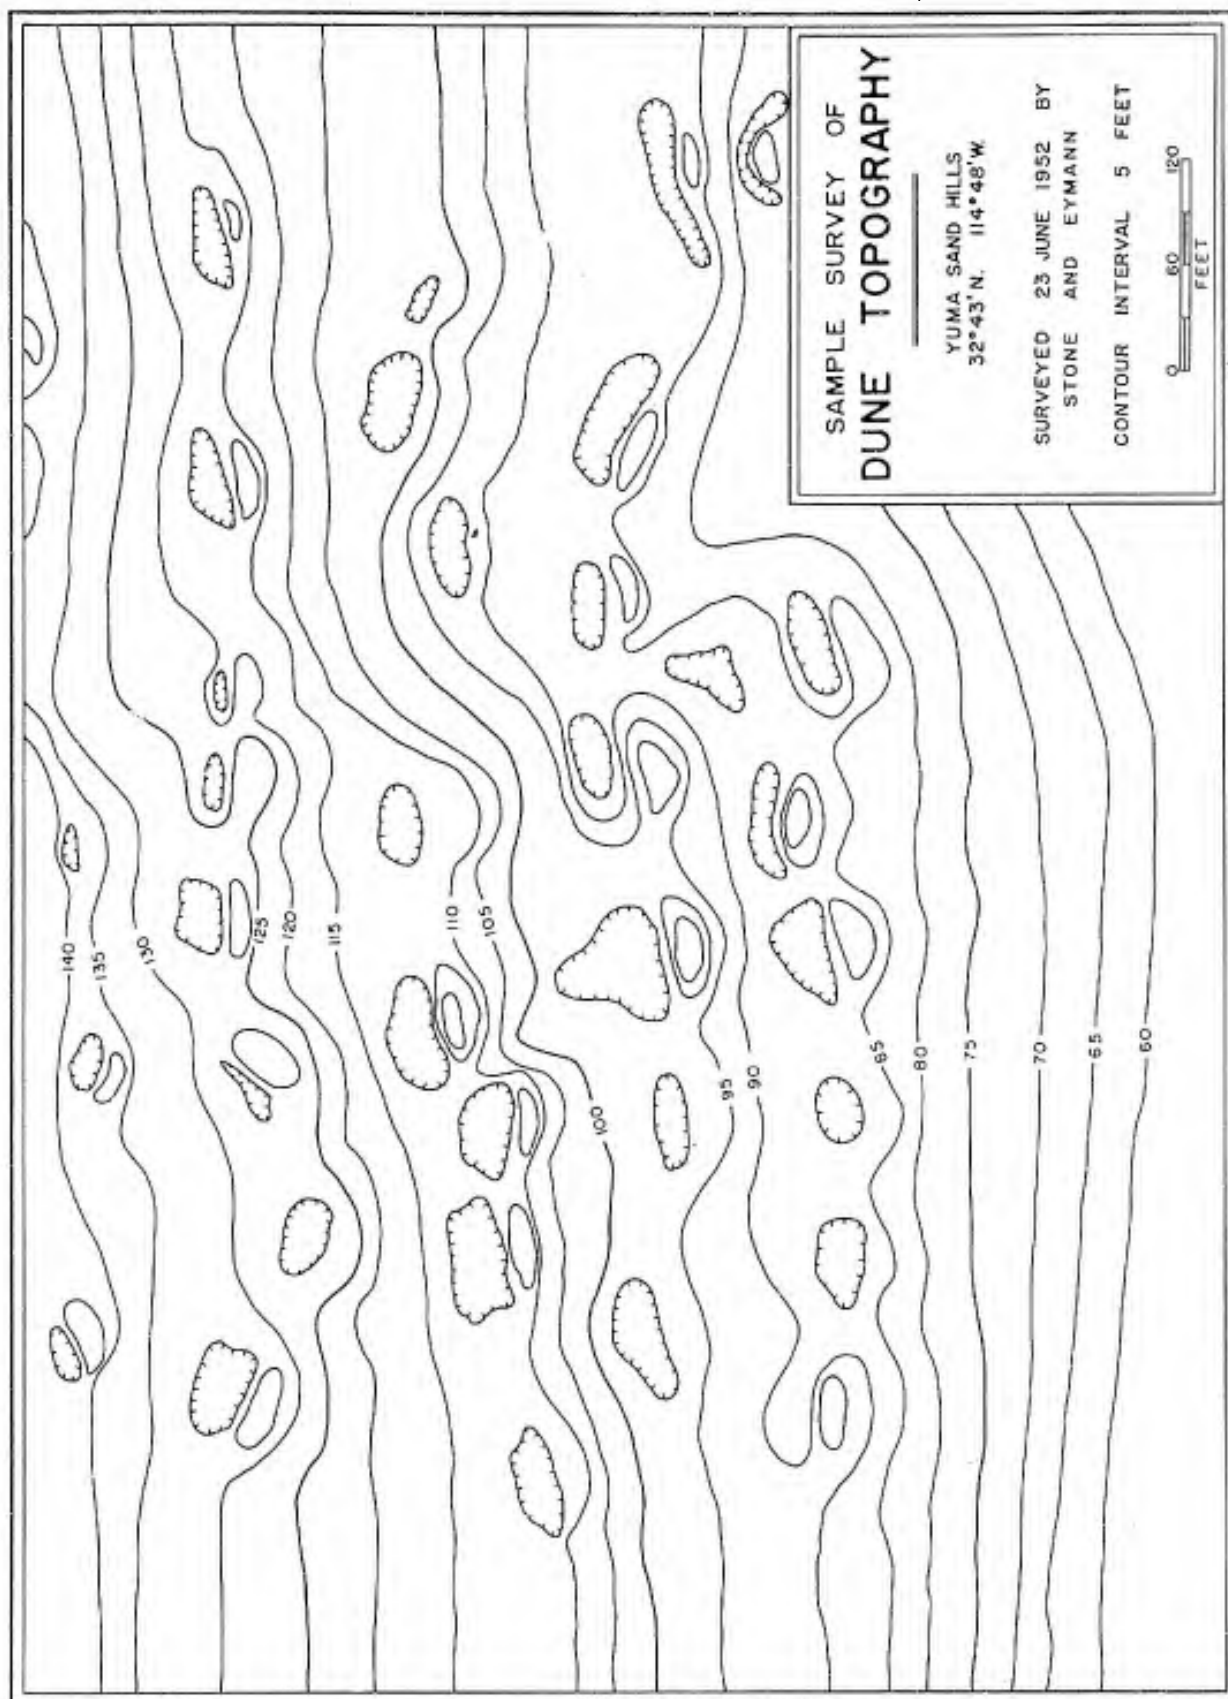 SAMPLE SURVEY OF
DUNE TOPOGRAPHY
YUMA SAND HILLS
32°43'N. 114°48'W.
SURVEYED 23 JUNE 1952 BY
STONE AND EYMANN
CONTOUR INTERVAL 5 FEET
0 60 120
FEET
140
135
130
125
120
115
110
105
100
95
90
85
80
75
70
65
60